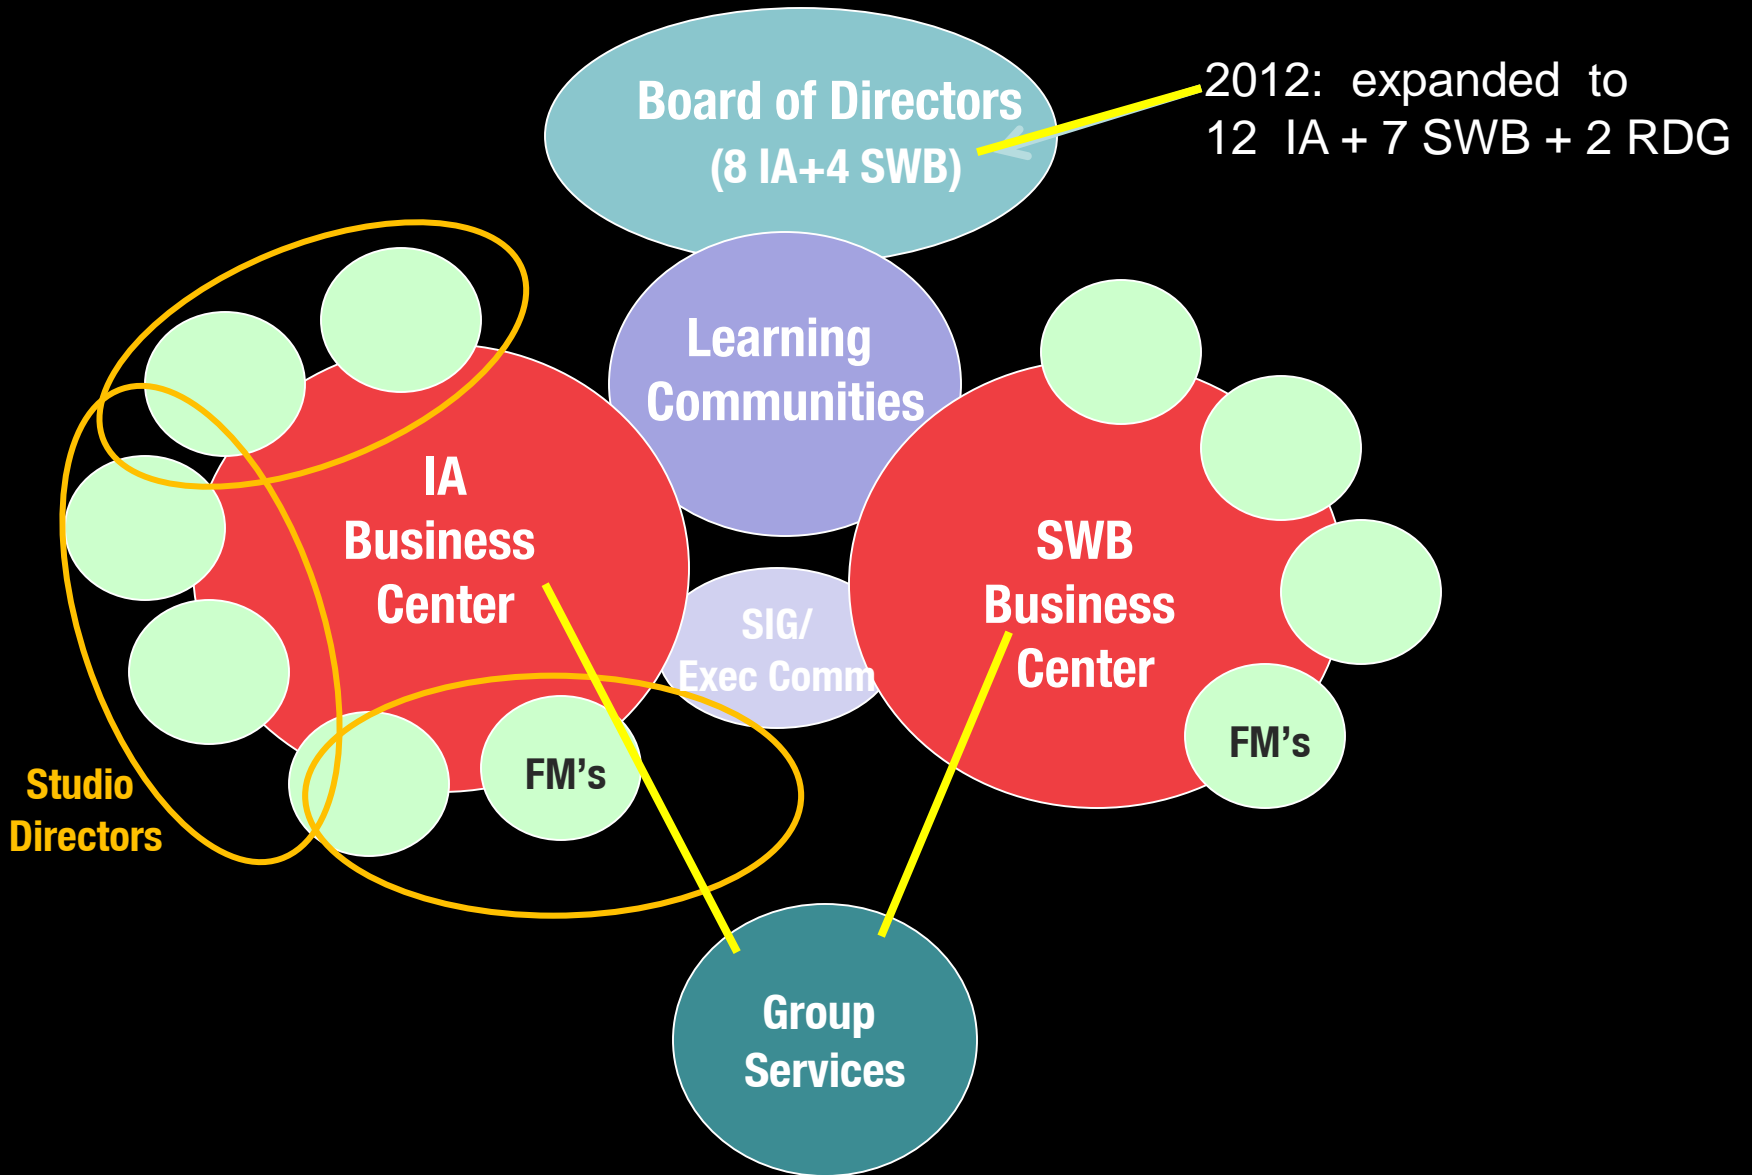 Board of Directors
(8 IA+4 SWB)
2012: expanded to
12 IA + 7 SWB + 2 RDG
Learning
Communities
IA
Business
Center
SWB
Business
Center
SIG/
Exec Comm
FM's
FM's
Studio
Directors
Group
Services